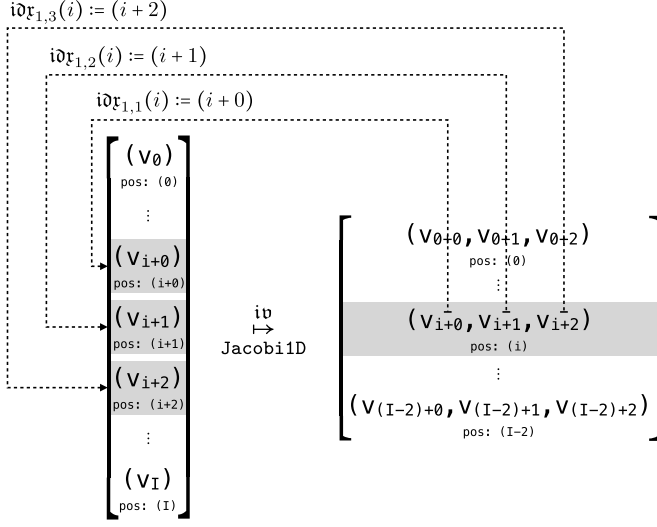 𝔦𝔡𝔵₁,₃(i) := (i + 2)
𝔦𝔡𝔵₁,₂(i) := (i + 1)
𝔦𝔡𝔵₁,₁(i) := (i + 0)
(v₀)
pos: (0)
⋮
(vᵢ₊₀)
pos: (i+0)
(vᵢ₊₁)
pos: (i+1)
(vᵢ₊₂)
pos: (i+2)
⋮
(v_I)
pos: (I)
𝔦𝔳
↦
Jacobi1D
(v₀₊₀,v₀₊₁,v₀₊₂)
pos: (0)
⋮
(vᵢ₊₀,vᵢ₊₁,vᵢ₊₂)
pos: (i)
⋮
(v₍I₋₂₎₊₀,v₍I₋₂₎₊₁,v₍I₋₂₎₊₂)
pos: (I-2)